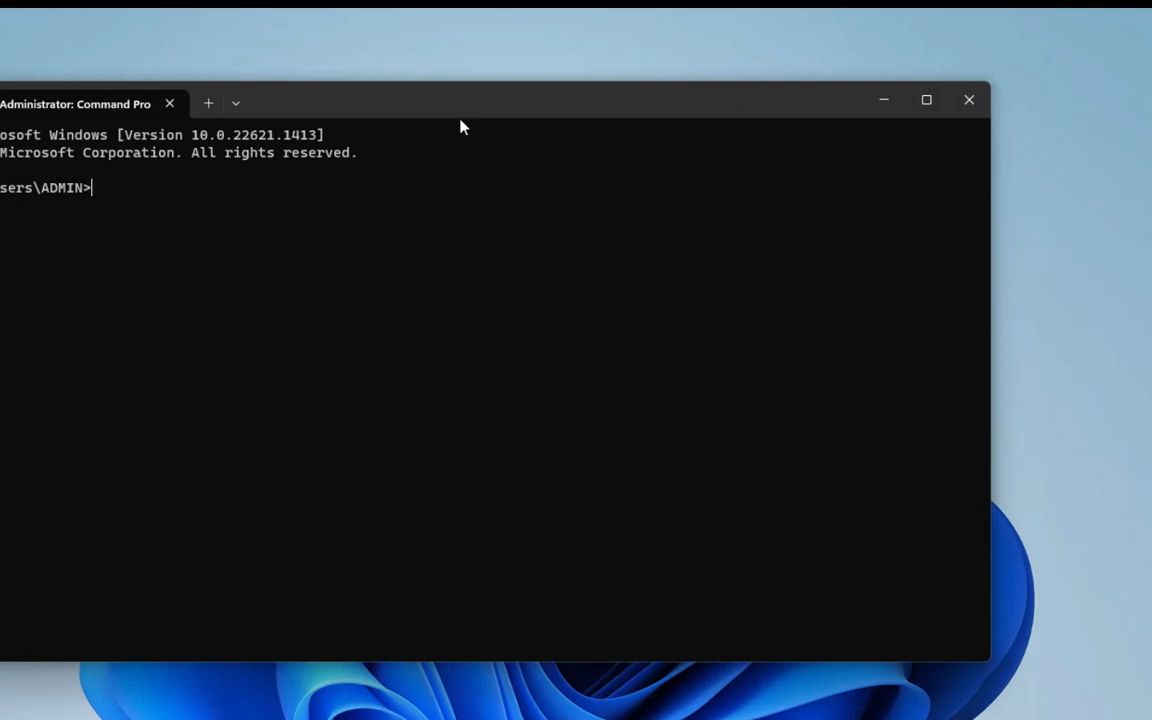 Administrator: Command Pro
osoft Windows [Version 10.0.22621.1413]
Microsoft Corporation. All rights reserved.
sers\ADMIN>